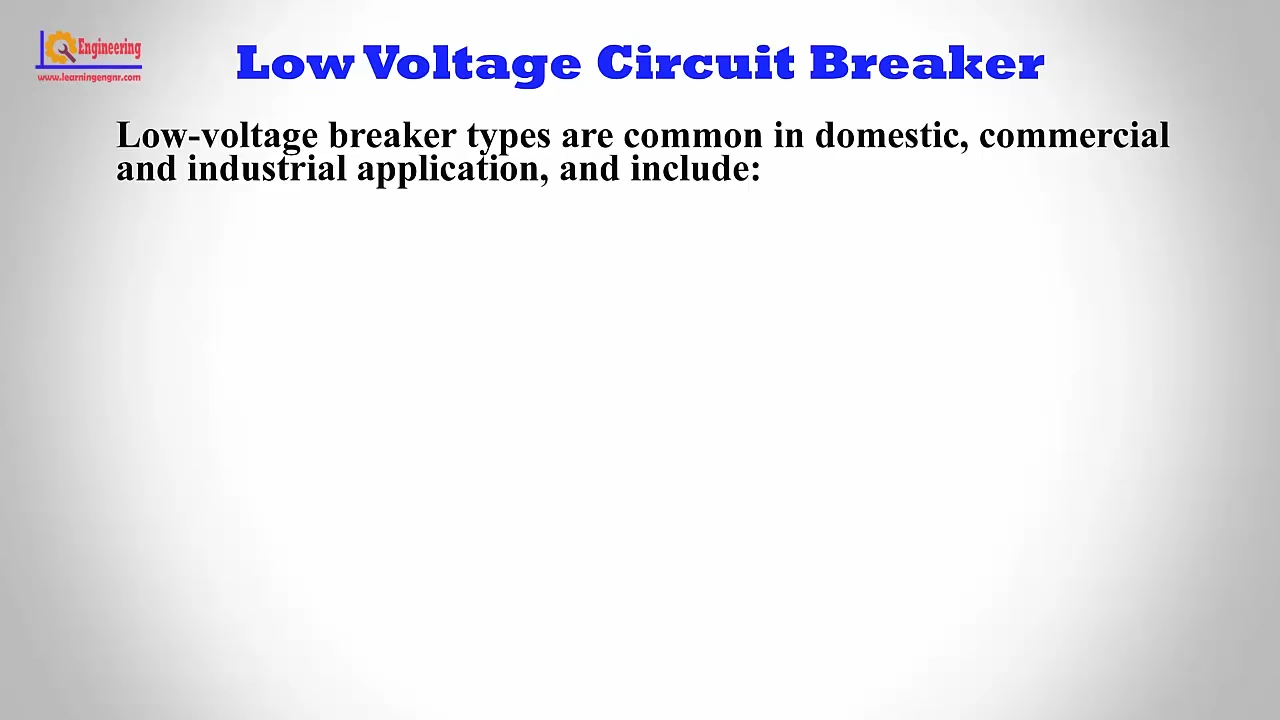 Engineering
www.learningengnr.com
Low Voltage Circuit Breaker
Low-voltage breaker types are common in domestic, commercial
and industrial application, and include: